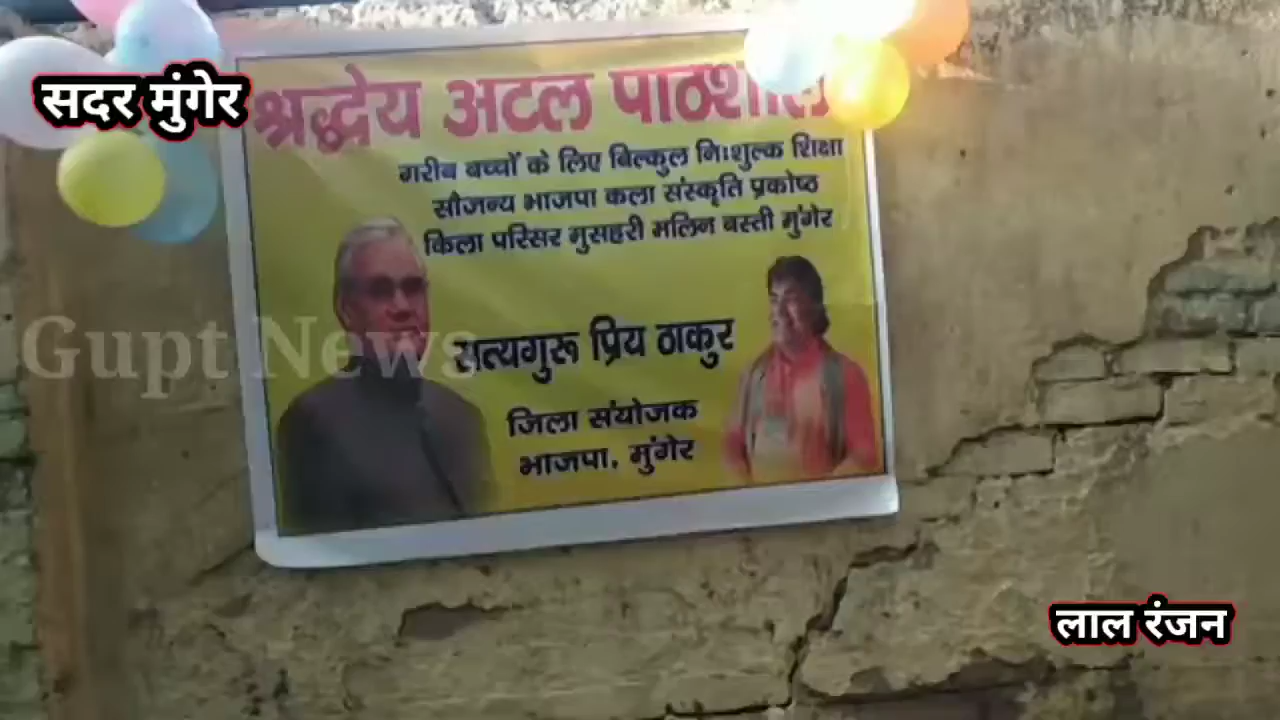 सदर मुंगेर
श्रद्धेय अटल पाठशाला
गरीब बच्चों के लिए बिल्कुल निःशुल्क शिक्षा
सौजन्य भाजपा कला संस्कृति प्रकोष्ठ
किला परिसर मुसहरी मलिन बस्ती मुंगेर
Gupt News
सत्यगुरू प्रिय ठाकुर
जिला संयोजक
भाजपा, मुंगेर
लाल रंजन